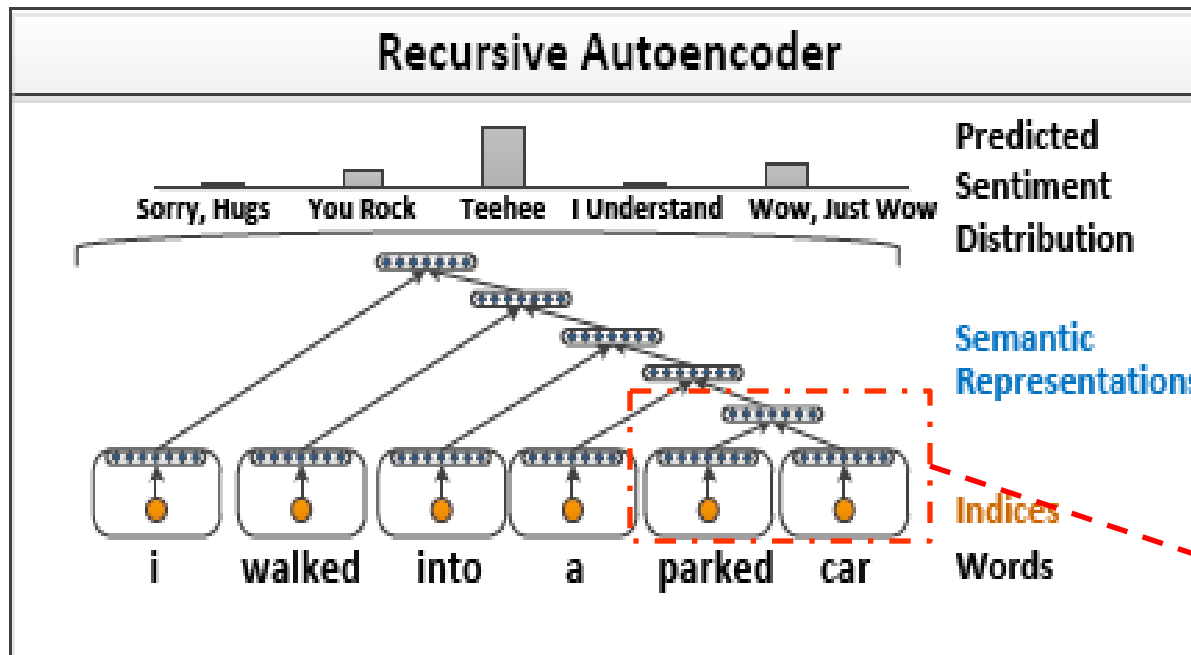 Recursive Autoencoder
Predicted
Sentiment
Distribution
Sorry, Hugs You Rock Teehee I Understand Wow, Just Wow
Semantic
Representations
Indices
i walked into a parked car
Words